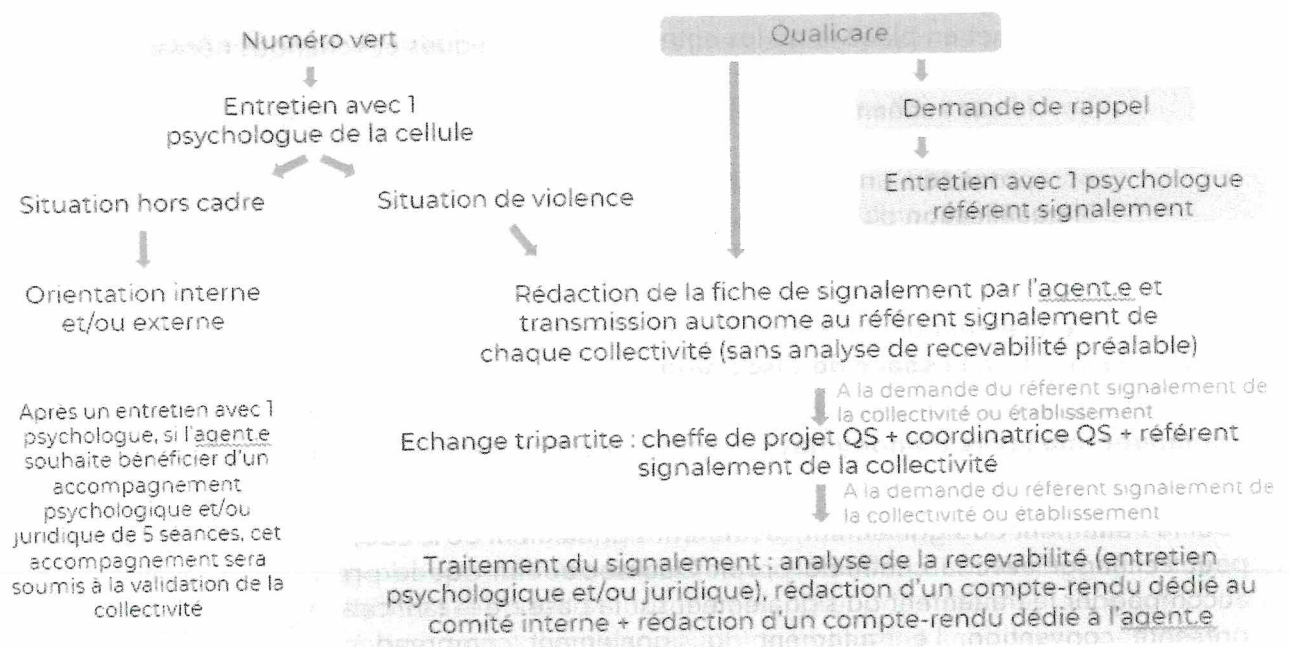 Numéro vert
Entretien avec 1
psychologue de la cellule
Situation hors cadre
Situation de violence
Orientation interne
et/ou externe
Après un entretien avec 1
psychologue, si l'agent.e
souhaite bénéficier d'un
accompagnement
psychologique et/ou
juridique de 5 séances, cet
accompagnement sera
soumis à la validation de la
collectivité
Qualicare
Demande de rappel
Entretien avec 1 psychologue
référent signalement
Rédaction de la fiche de signalement par l'agent.e et
transmission autonome au référent signalement de
chaque collectivité (sans analyse de recevabilité préalable)
A la demande du référent signalement de
la collectivité ou établissement
Echange tripartite : cheffe de projet QS + coordinatrice QS + référent
signalement de la collectivité
A la demande du référent signalement de
la collectivité ou établissement
Traitement du signalement : analyse de la recevabilité (entretien
psychologique et/ou juridique), rédaction d'un compte-rendu dédié au
comité interne + rédaction d'un compte-rendu dédié à l'agent.e